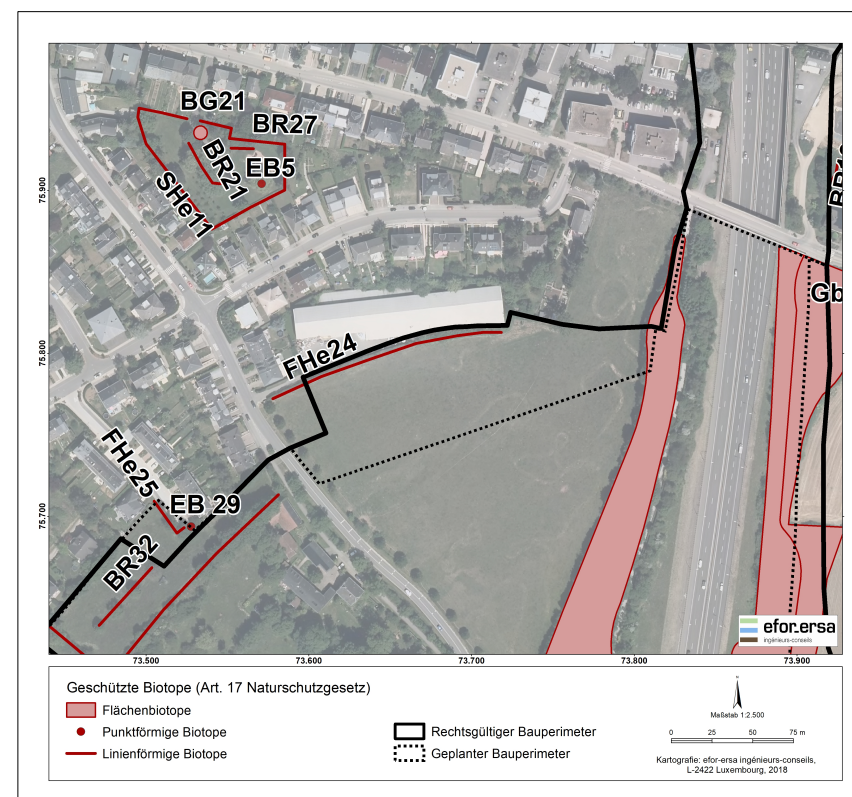 BG21
BR27
BR21
EB5
SHe11
FHe24
FHe25
EB 29
BR32
Gb
75.900
75.800
75.700
73.500
73.600
73.700
73.800
73.900
efor.ersa
ingénieurs-conseils
Geschützte Biotope (Art. 17 Naturschutzgesetz)
Flächenbiotope
Punktförmige Biotope
Linienförmige Biotope
Rechtsgültiger Bauperimeter
Geplanter Bauperimeter
N
Maßstab 1:2.500
0 25 50 75 m
Kartografie: efor-ersa ingénieurs-conseils,
L-2422 Luxembourg, 2018